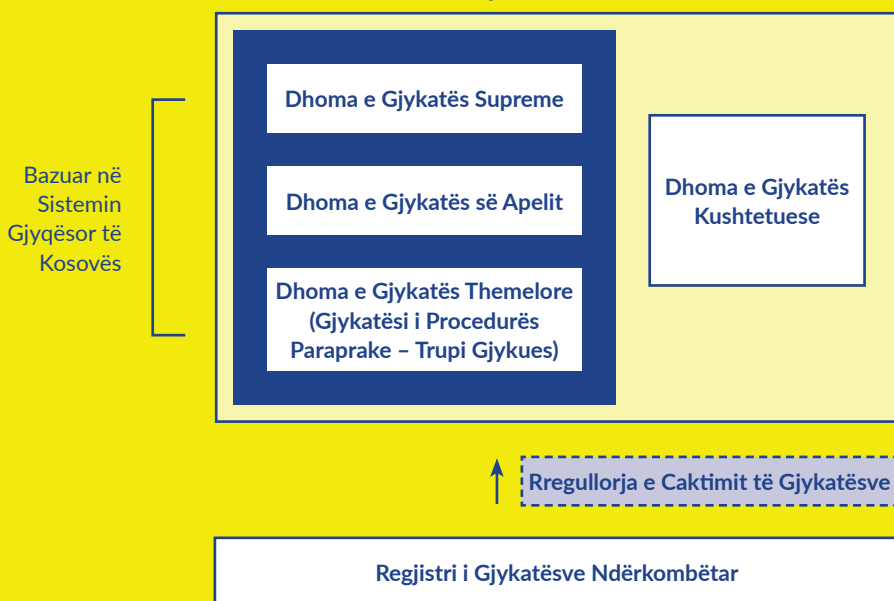 Dhoma e Gjykatës Supreme
Bazuar në
Sistemin
Gjyqësor të
Kosovës
Dhoma e Gjykatës së Apelit
Dhoma e Gjykatës Themelore
(Gjykatësi i Procedurës
Paraprake – Trupi Gjykues)
Dhoma e Gjykatës
Kushtetuese
Rregullorja e Caktimit të Gjykatësve
Regjistri i Gjykatësve Ndërkombëtar